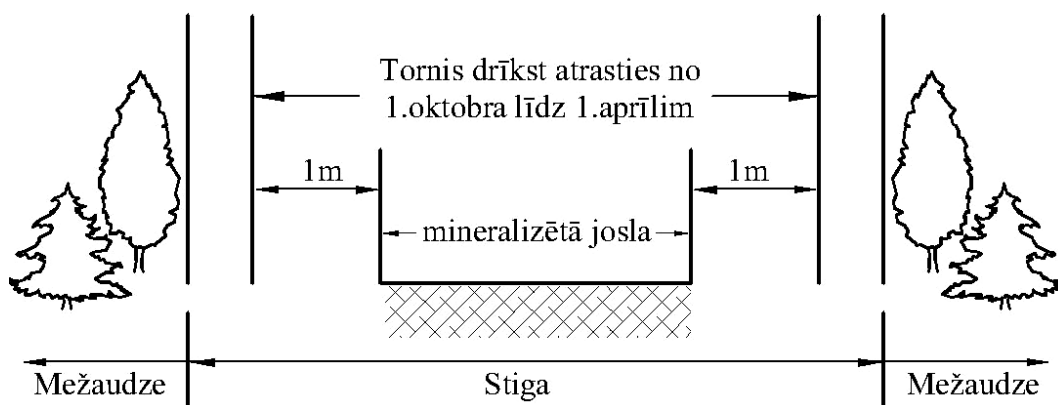 Tornis drīkst atrasties no
1.oktobra līdz 1.aprīlim
1m
1m
mineralizētā josla
Mežaudze
Stiga
Mežaudze